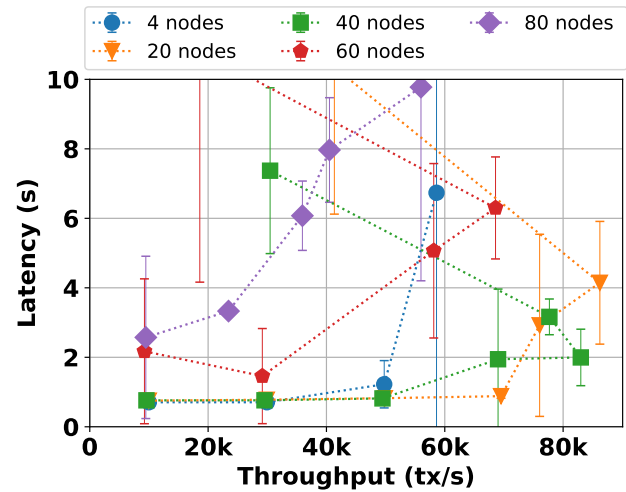 4 nodes 40 nodes 80 nodes
20 nodes 60 nodes
10
8
6
4
2
0
Latency (s)
0 20k 40k 60k 80k
Throughput (tx/s)